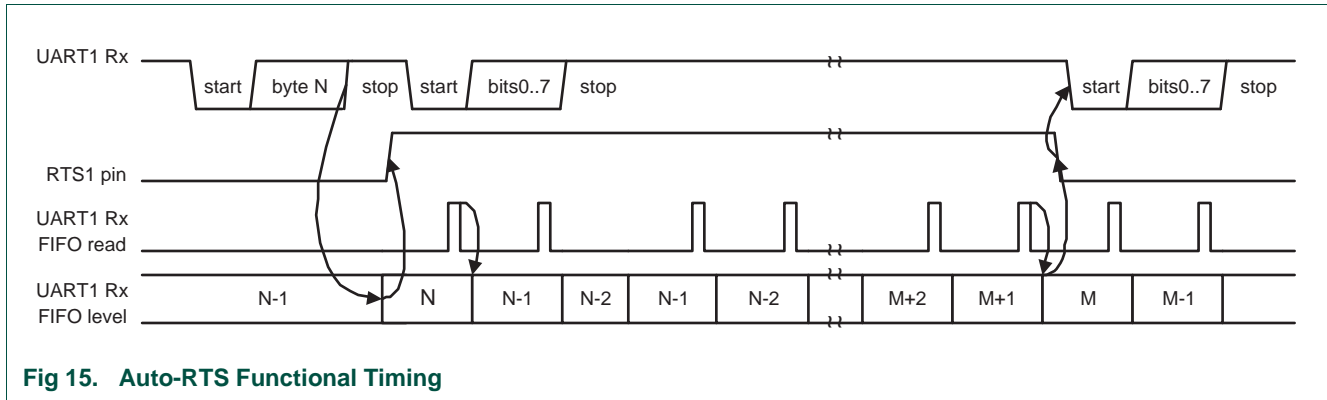 UART1 Rx
start byte N stop start bits0..7 stop start bits0..7 stop
RTS1 pin
UART1 Rx
FIFO read
UART1 Rx
FIFO level
N-1 N N-1 N-2 N-1 N-2 M+2 M+1 M M-1
Fig 15. Auto-RTS Functional Timing